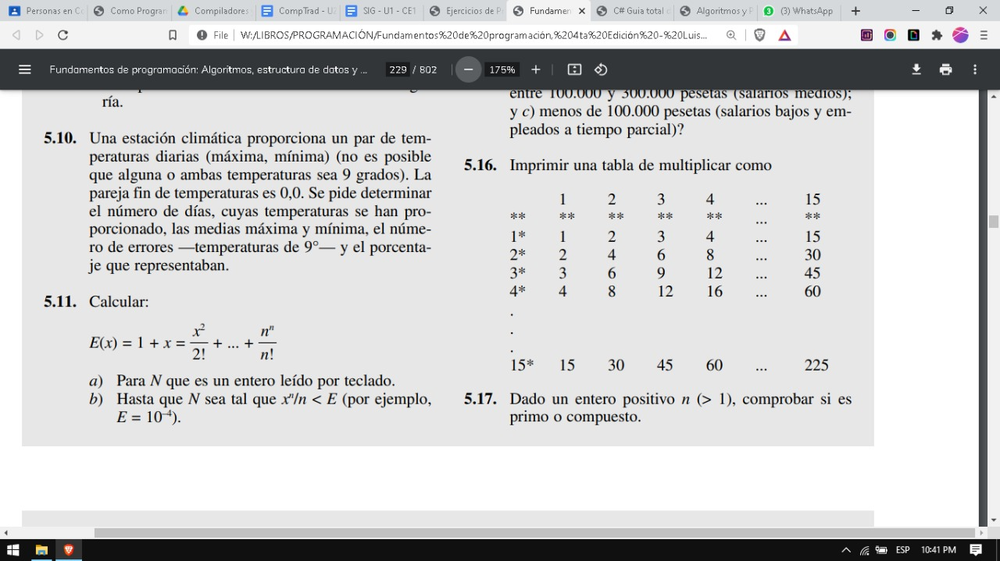 Personas en C
Como Program
Compiladores
CompTrad - U
SIG - U1 - CE1
Ejercicios de P
Fundamen
C# Guia total d
Algoritmos y P
(3) WhatsApp
File
W:/LIBROS/PROGRAMACIÓN/Fundamentos%20de%20programación.%204ta%20Edición%20-%20Luis...
Fundamentos de programación: Algoritmos, estructura de datos y ...
229 / 802
175%
ría.
5.10. Una estación climática proporciona un par de tem-
peraturas diarias (máxima, mínima) (no es posible
que alguna o ambas temperaturas sea 9 grados). La
pareja fin de temperaturas es 0,0. Se pide determinar
el número de días, cuyas temperaturas se han pro-
porcionado, las medias máxima y mínima, el núme-
ro de errores —temperaturas de 9°— y el porcenta-
je que representaban.
5.11. Calcular:
E(x) = 1 + x = x²/2! + ... + nⁿ/n!
a) Para N que es un entero leído por teclado.
b) Hasta que N sea tal que xⁿ/n < E (por ejemplo,
E = 10⁻⁴).
entre 100.000 y 300.000 pesetas (salarios medios);
y c) menos de 100.000 pesetas (salarios bajos y em-
pleados a tiempo parcial)?
5.16. Imprimir una tabla de multiplicar como
1 2 3 4 ... 15
** ** ** ** ** ... **
1* 1 2 3 4 ... 15
2* 2 4 6 8 ... 30
3* 3 6 9 12 ... 45
4* 4 8 12 16 ... 60
.
.
.
15* 15 30 45 60 ... 225
5.17. Dado un entero positivo n (> 1), comprobar si es
primo o compuesto.
ESP
10:41 PM